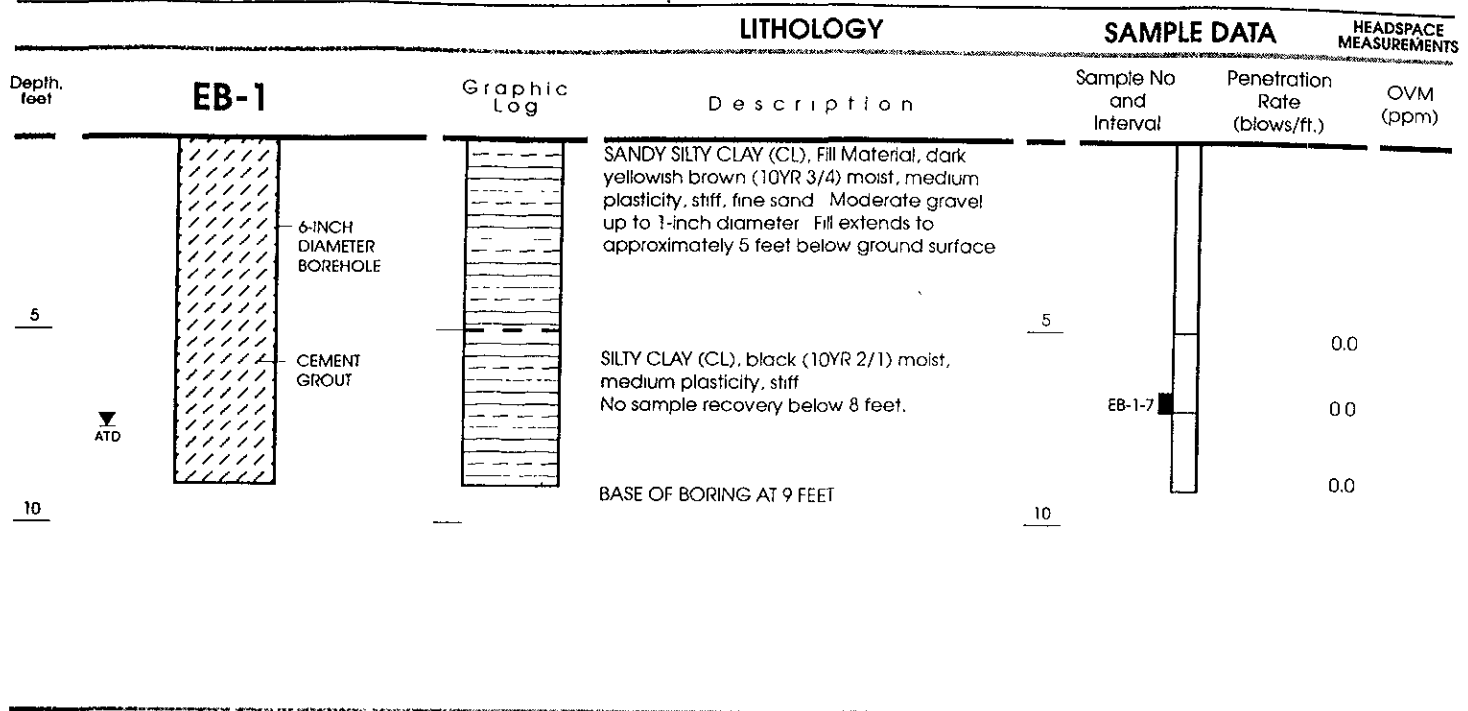 LITHOLOGY
SAMPLE DATA
HEADSPACE
MEASUREMENTS
Depth,
feet
EB-1
Graphic
Log
Description
Sample No
and
Interval
Penetration
Rate
(blows/ft.)
OVM
(ppm)
SANDY SILTY CLAY (CL), Fill Material, dark
yellowish brown (10YR 3/4) moist, medium
plasticity, stiff, fine sand Moderate gravel
up to 1-inch diameter Fill extends to
approximately 5 feet below ground surface
6-INCH
DIAMETER
BOREHOLE
5
5
0.0
CEMENT
GROUT
SILTY CLAY (CL), black (10YR 2/1) moist,
medium plasticity, stiff
No sample recovery below 8 feet.
EB-1-7
0 0
ATD
BASE OF BORING AT 9 FEET
0.0
10
10